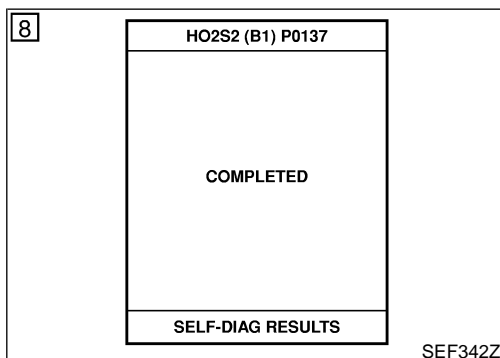 8
HO2S2 (B1) P0137
COMPLETED
SELF-DIAG RESULTS
SEF342Z